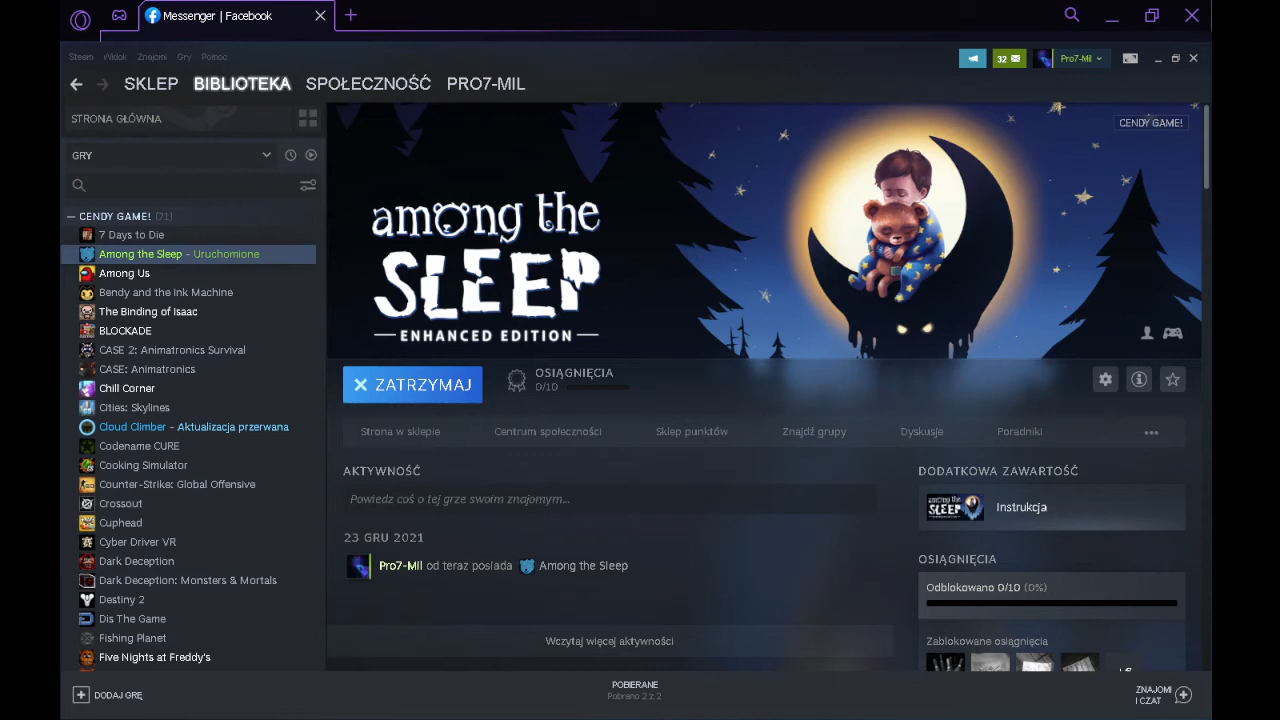 Messenger | Facebook
Steam Widok Znajomi Gry Pomoc
32
Pro7-Mil
SKLEP BIBLIOTEKA SPOŁECZNOŚĆ PRO7-MIL
STRONA GŁÓWNA
GRY
CENDY GAME! (71)
7 Days to Die
Among the Sleep - Uruchomione
Among Us
Bendy and the Ink Machine
The Binding of Isaac
BLOCKADE
CASE 2: Animatronics Survival
CASE: Animatronics
Chill Corner
Cities: Skylines
Cloud Climber - Aktualizacja przerwana
Codename CURE
Cooking Simulator
Counter-Strike: Global Offensive
Crossout
Cuphead
Cyber Driver VR
Dark Deception
Dark Deception: Monsters & Mortals
Destiny 2
Dis The Game
Fishing Planet
Five Nights at Freddy's
DODAJ GRĘ
CENDY GAME!
among the
SLEEP
ENHANCED EDITION
ZATRZYMAJ
OSIĄGNIĘCIA
0/10
Strona w sklepie Centrum społeczności Sklep punktów Znajdź grupy Dyskusje Poradniki
AKTYWNOŚĆ
Powiedz coś o tej grze swoim znajomym...
23 GRU 2021
Pro7-Mil od teraz posiada Among the Sleep
Wczytaj więcej aktywności
DODATKOWA ZAWARTOŚĆ
among the
SLEEP
Instrukcja
OSIĄGNIĘCIA
Odblokowano 0/10 (0%)
Zablokowane osiągnięcia
POBIERANE
Pobrano 2 z 2
ZNAJOMI
I CZAT